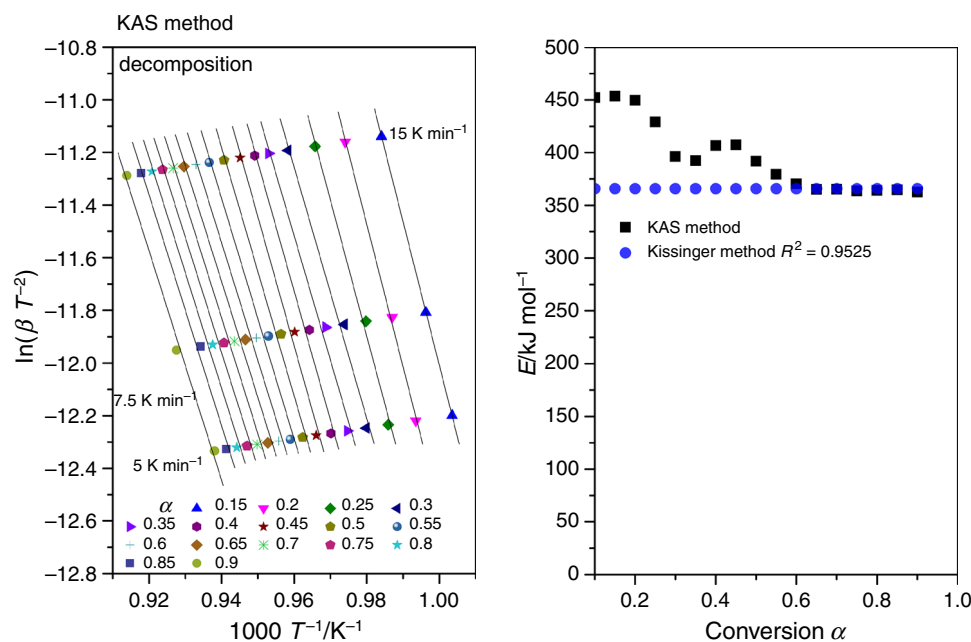 KAS method
decomposition
−10.8
−11.0
−11.2
−11.4
−11.6
−11.8
−12.0
−12.2
−12.4
−12.6
−12.8
ln(β T⁻²)
15 K min⁻¹
7.5 K min⁻¹
5 K min⁻¹
α 0.15 0.2 0.25 0.3
0.35 0.4 0.45 0.5 0.55
0.6 0.65 0.7 0.75 0.8
0.85 0.9
0.92 0.94 0.96 0.98 1.00
1000 T⁻¹/K⁻¹
500
450
400
350
300
250
200
150
100
50
0
E/kJ mol⁻¹
KAS method
Kissinger method R² = 0.9525
0.2 0.4 0.6 0.8 1.0
Conversion α